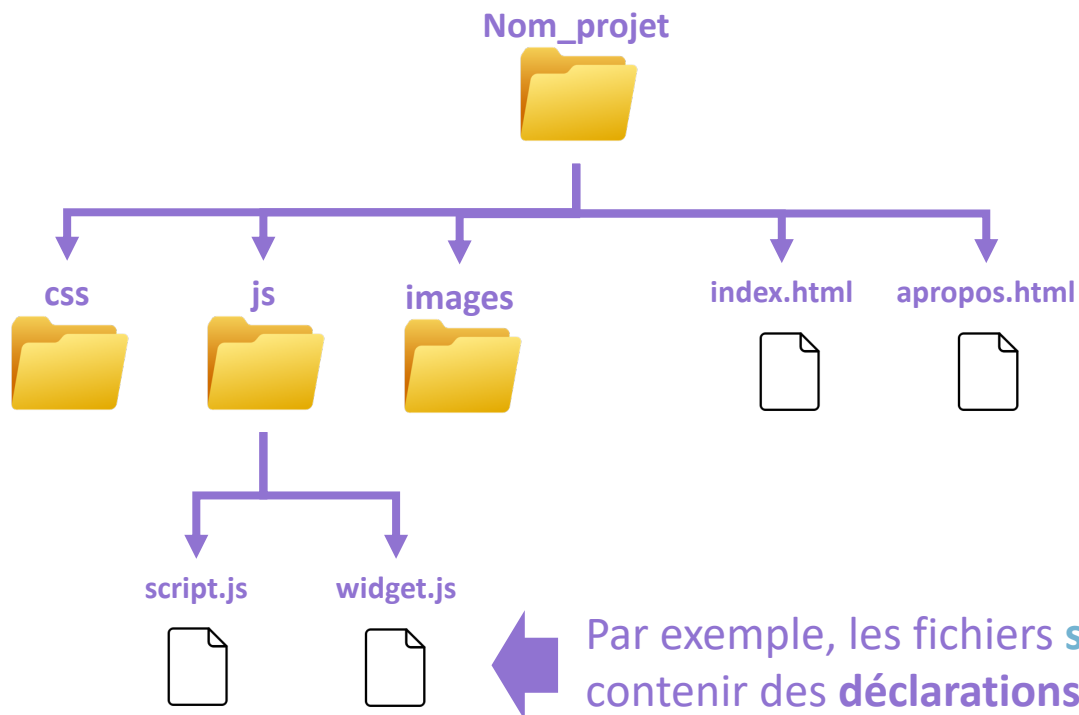 Nom_projet
css
js
images
index.html
apropos.html
script.js
widget.js
Par exemple, les fichiers
contenir des déclarations